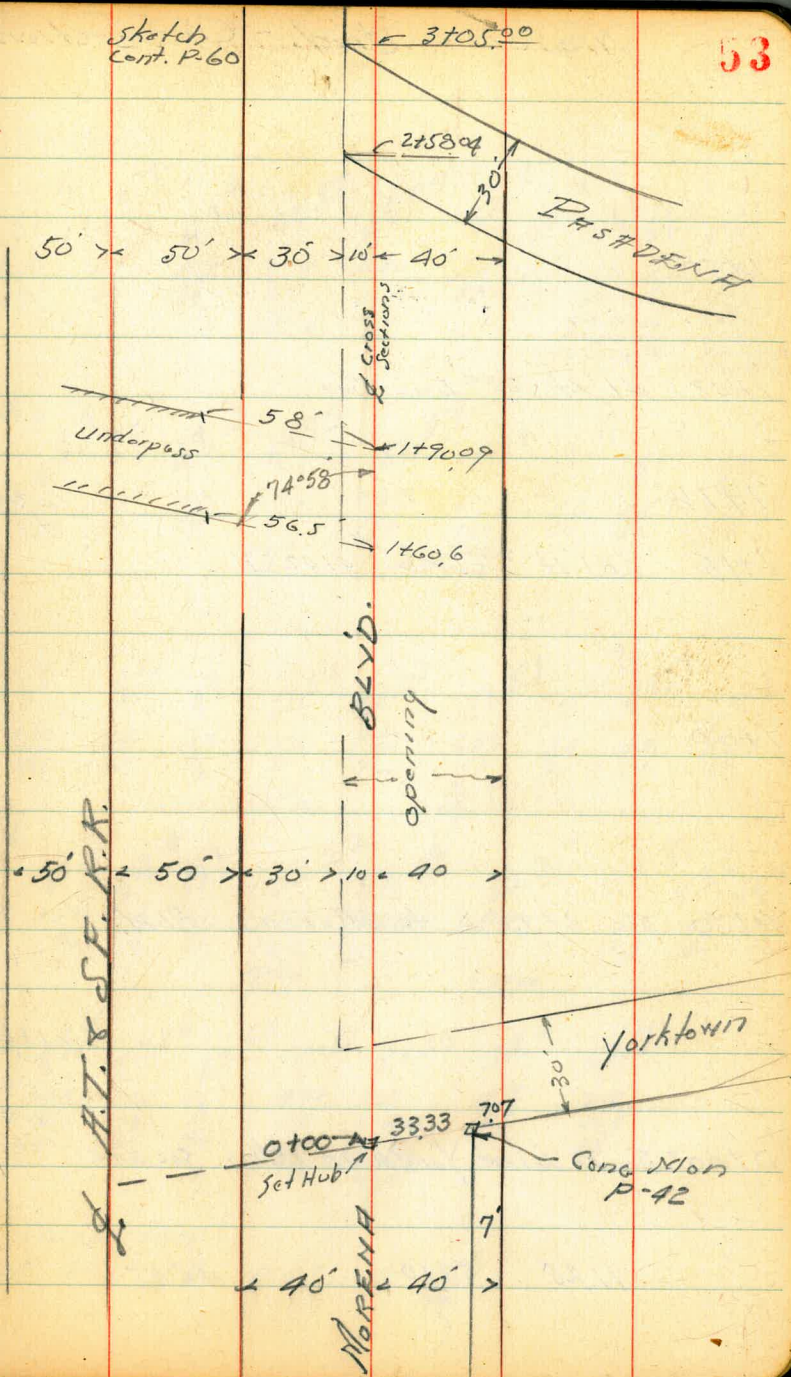 Sketch
Cont. P-60
3+05.00
53
2+58.04
30'
PASADENA
50' 50' 30' 10' 40'
℄ Cross
Sections
58'
1+90.09
Underpass
74°58'
56.5
1+60.6
BLVD.
opening
50' 50' 30' 10 40
℄ A.T. & S.F. R.R.
Yorktown
30'
0+00 33.33 7.07
Set Hub
Conc Mon
P-42
7'
40' 40'
MORENA